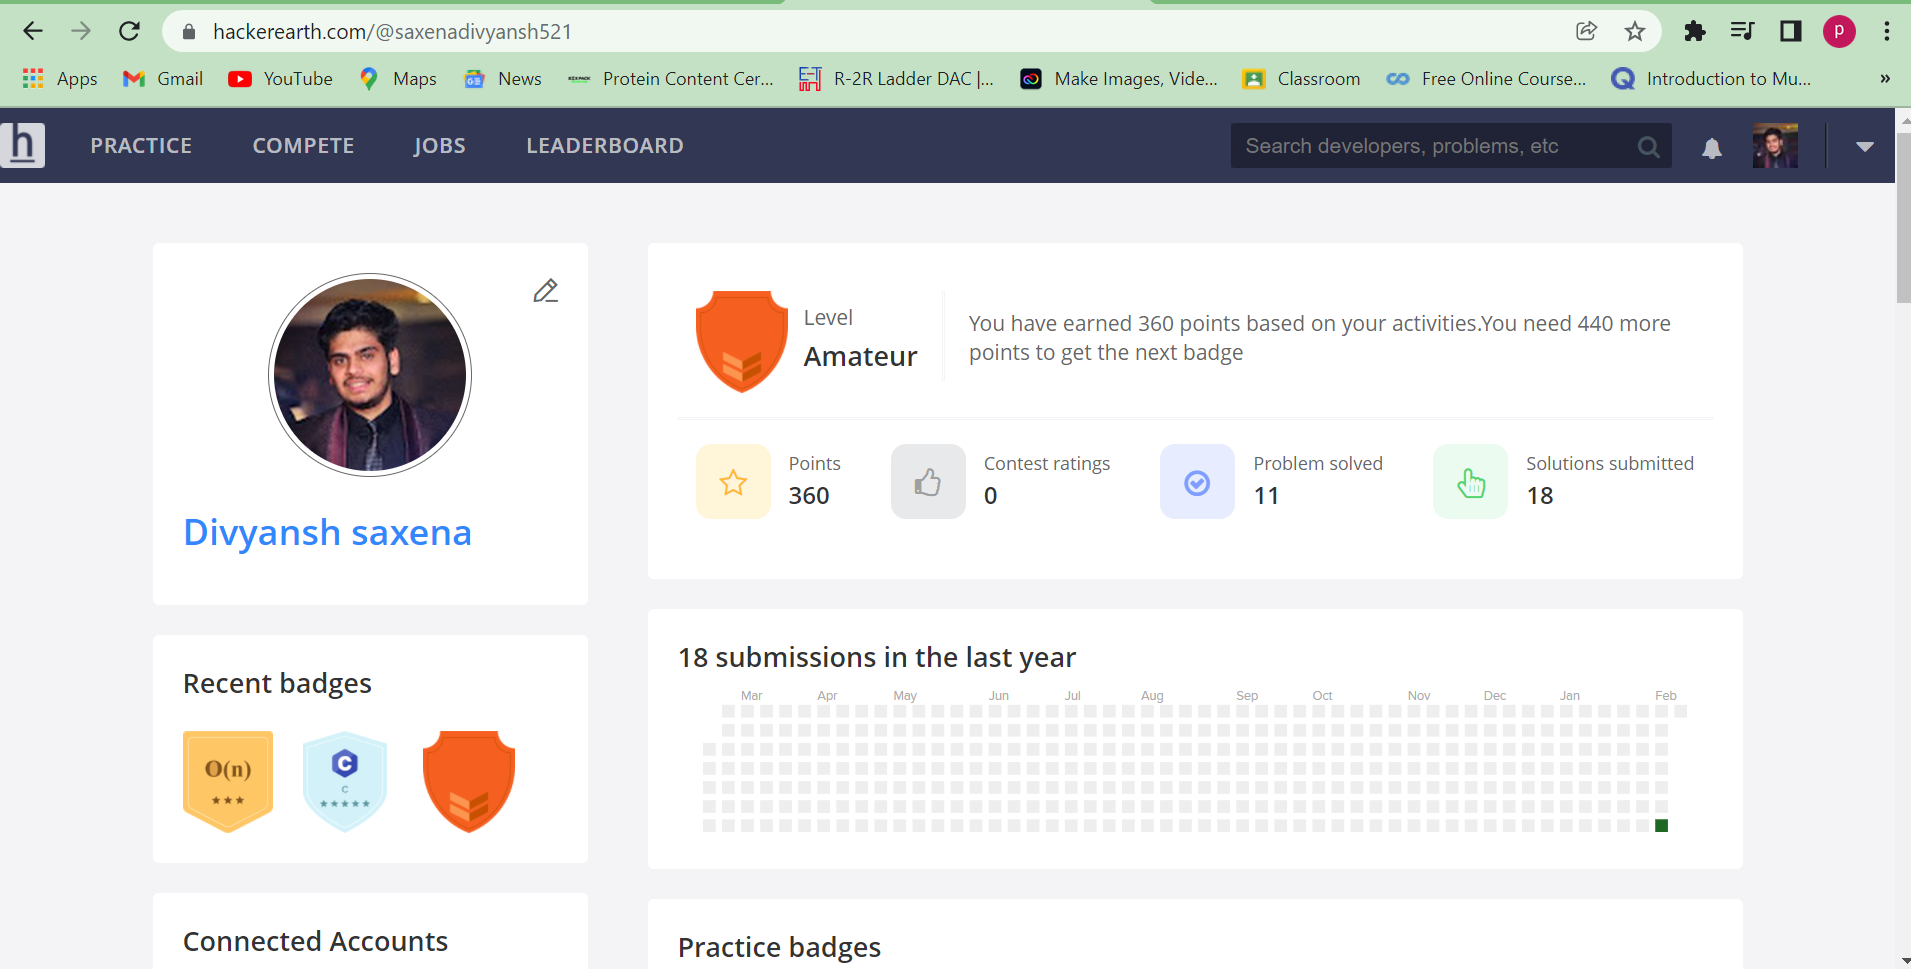 hackerearth.com/@saxenadivyansh521
p
Apps Gmail YouTube Maps News Protein Content Cer... R-2R Ladder DAC |... Make Images, Vide... Classroom Free Online Course... Introduction to Mu... »
h PRACTICE COMPETE JOBS LEADERBOARD Search developers, problems, etc
Level
Amateur
You have earned 360 points based on your activities.You need 440 more
points to get the next badge
Points
360
Contest ratings
0
Problem solved
11
Solutions submitted
18
Divyansh saxena
18 submissions in the last year
Mar Apr May Jun Jul Aug Sep Oct Nov Dec Jan Feb
Recent badges
O(n)
C
C
Connected Accounts
Practice badges